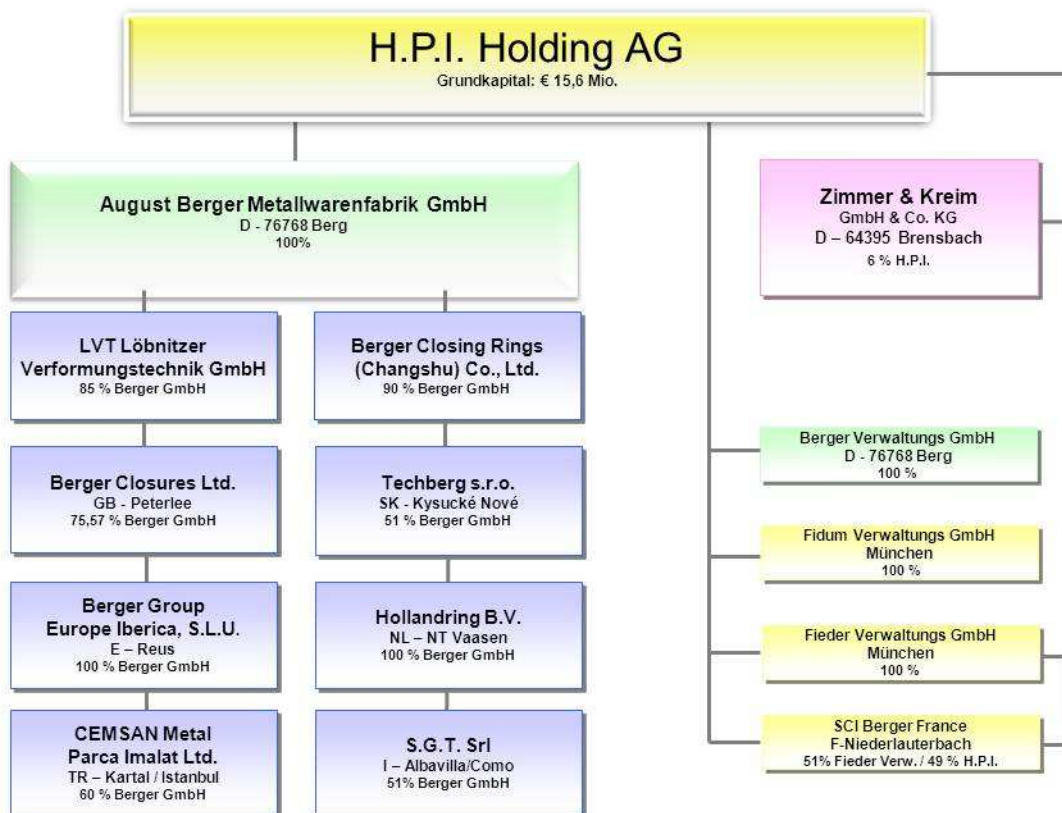 H.P.I. Holding AG
Grundkapital: € 15,6 Mio.
August Berger Metallwarenfabrik GmbH
D - 76768 Berg
100%
Zimmer & Kreim
GmbH & Co. KG
D – 64395 Brensbach
6 % H.P.I.
LVT Löbnitzer
Verformungstechnik GmbH
85 % Berger GmbH
Berger Closing Rings
(Changshu) Co., Ltd.
90 % Berger GmbH
Berger Closures Ltd.
GB - Peterlee
75,57 % Berger GmbH
Techberg s.r.o.
SK - Kysucké Nové
51 % Berger GmbH
Berger Group
Europe Iberica, S.L.U.
E – Reus
100 % Berger GmbH
Hollandring B.V.
NL – NT Vaasen
100 % Berger GmbH
CEMSAN Metal
Parca Imalat Ltd.
TR – Kartal / Istanbul
60 % Berger GmbH
S.G.T. Srl
I – Albavilla/Como
51% Berger GmbH
Berger Verwaltungs GmbH
D - 76768 Berg
100 %
Fidum Verwaltungs GmbH
München
100 %
Fieder Verwaltungs GmbH
München
100 %
SCI Berger France
F-Niederlauterbach
51% Fieder Verw. / 49 % H.P.I.